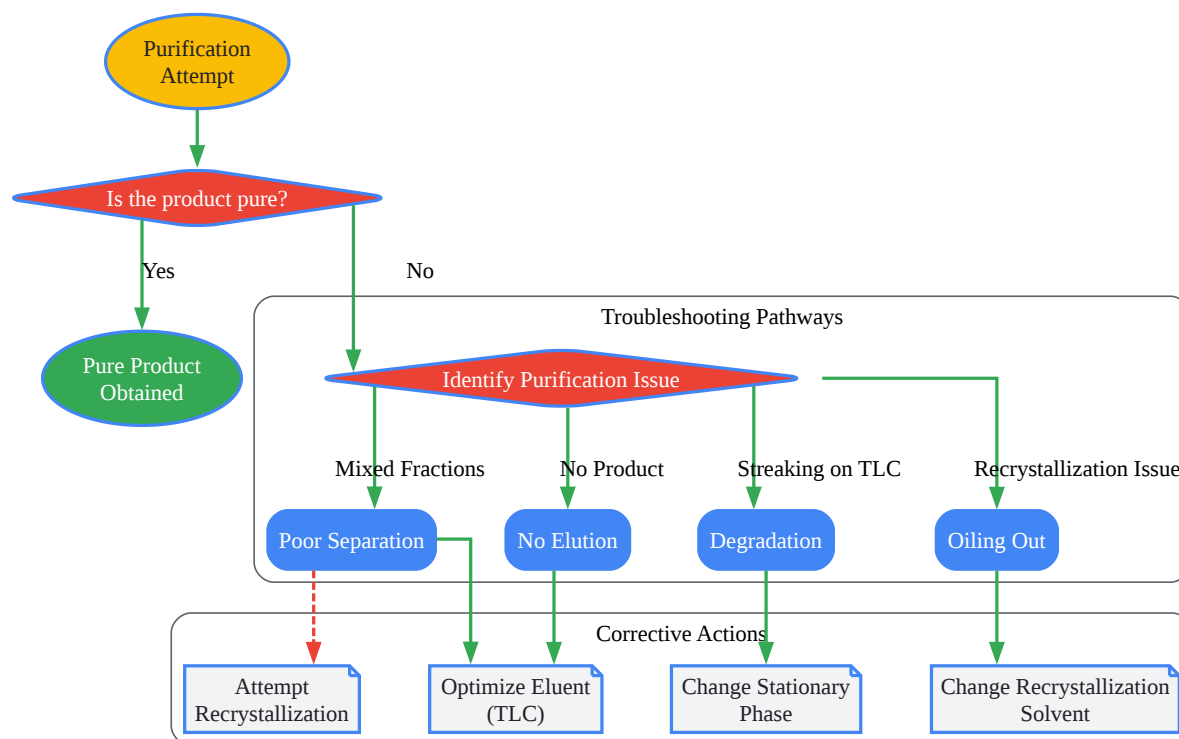 Purification
Attempt
Is the product pure?
Yes
No
Pure Product
Obtained
Troubleshooting Pathways
Identify Purification Issue
Mixed Fractions
No Product
Streaking on TLC
Recrystallization Issue
Poor Separation
No Elution
Degradation
Oiling Out
Corrective Actions
Attempt
Recrystallization
Optimize Eluent
(TLC)
Change Stationary
Phase
Change Recrystallization
Solvent